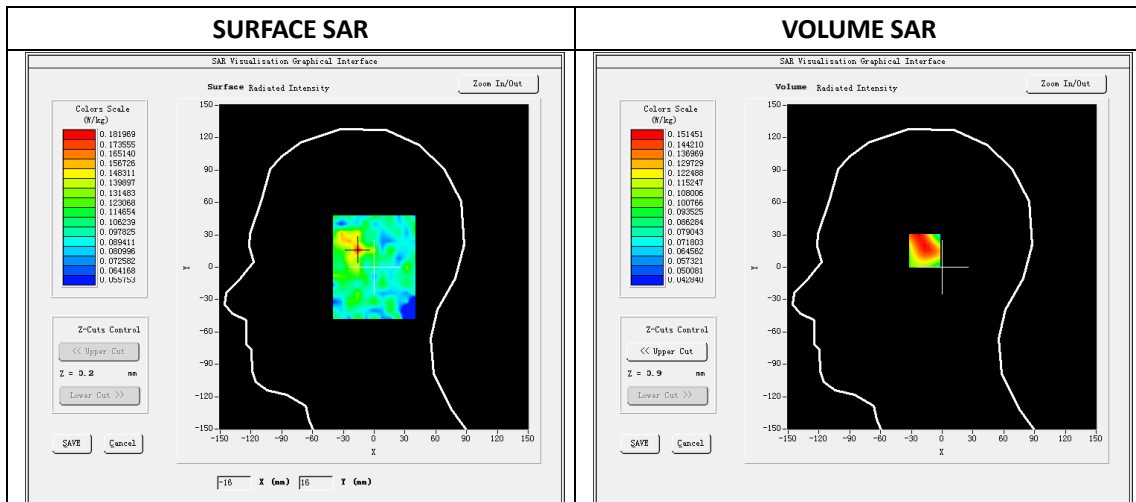 SURFACE SAR
VOLUME SAR
SAR Visualisation Graphical Interface
Surface Radiated Intensity
Zoom In/Out
Colors Scale
(W/kg)
0.181969
0.173555
0.165140
0.156726
0.148311
0.139897
0.131483
0.123068
0.114654
0.106239
0.097825
0.089411
0.080996
0.072582
0.064168
0.055753
Z-Cuts Control
<< Upper Cut
Z = 0.2 mm
Lower Cut >>
SAVE Cancel
150
120
90
60
30
0
-30
-60
-90
-120
-150
Y
-150 -120 -90 -60 -30 0 30 60 90 120 150
X
-16 X (mm) 16 Y (mm)
SAR Visualisation Graphical Interface
Volume Radiated Intensity
Zoom In/Out
Colors Scale
(W/kg)
0.151451
0.144210
0.136969
0.129729
0.122488
0.115247
0.108006
0.100766
0.093525
0.086284
0.079043
0.071803
0.064562
0.057321
0.050081
0.042840
Z-Cuts Control
<< Upper Cut
Z = 0.9 mm
Lower Cut >>
SAVE Cancel
150
120
90
60
30
0
-30
-60
-90
-120
-150
Y
-150 -120 -90 -60 -30 0 30 60 90 120 150
X